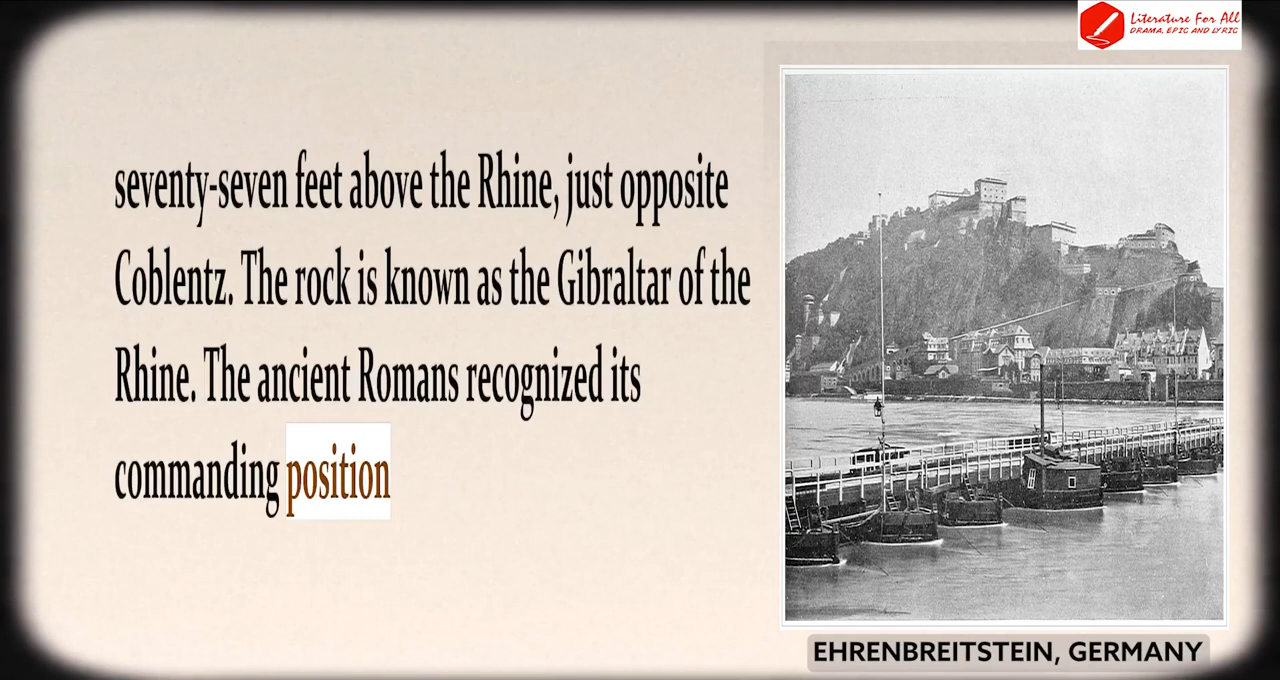 Literature For All
DRAMA, EPIC AND LYRIC
seventy-seven feet above the Rhine, just opposite
Coblentz. The rock is known as the Gibraltar of the
Rhine. The ancient Romans recognized its
commanding position
EHRENBREITSTEIN, GERMANY